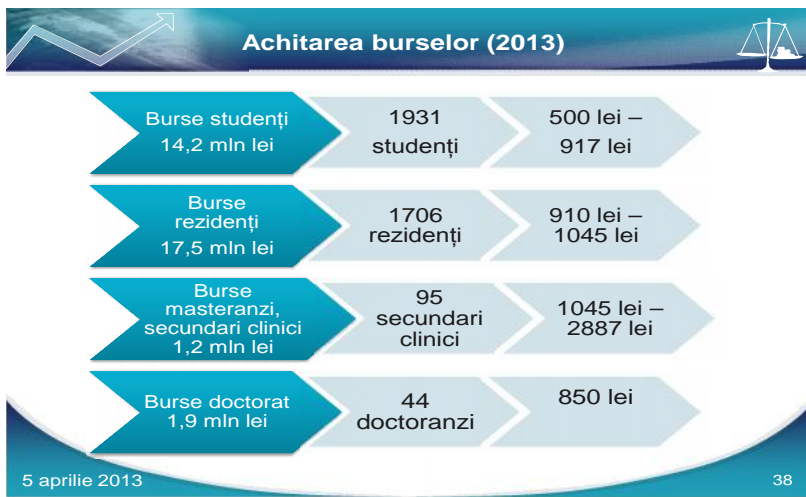 Achitarea burselor (2013)
Burse studenți
14,2 mln lei
1931
studenți
500 lei –
917 lei
Burse
rezidenți
17,5 mln lei
1706
rezidenți
910 lei –
1045 lei
Burse
masteranzi,
secundari clinici
1,2 mln lei
95
secundari
clinici
1045 lei –
2887 lei
Burse doctorat
1,9 mln lei
44
doctoranzi
850 lei
5 aprilie 2013
38